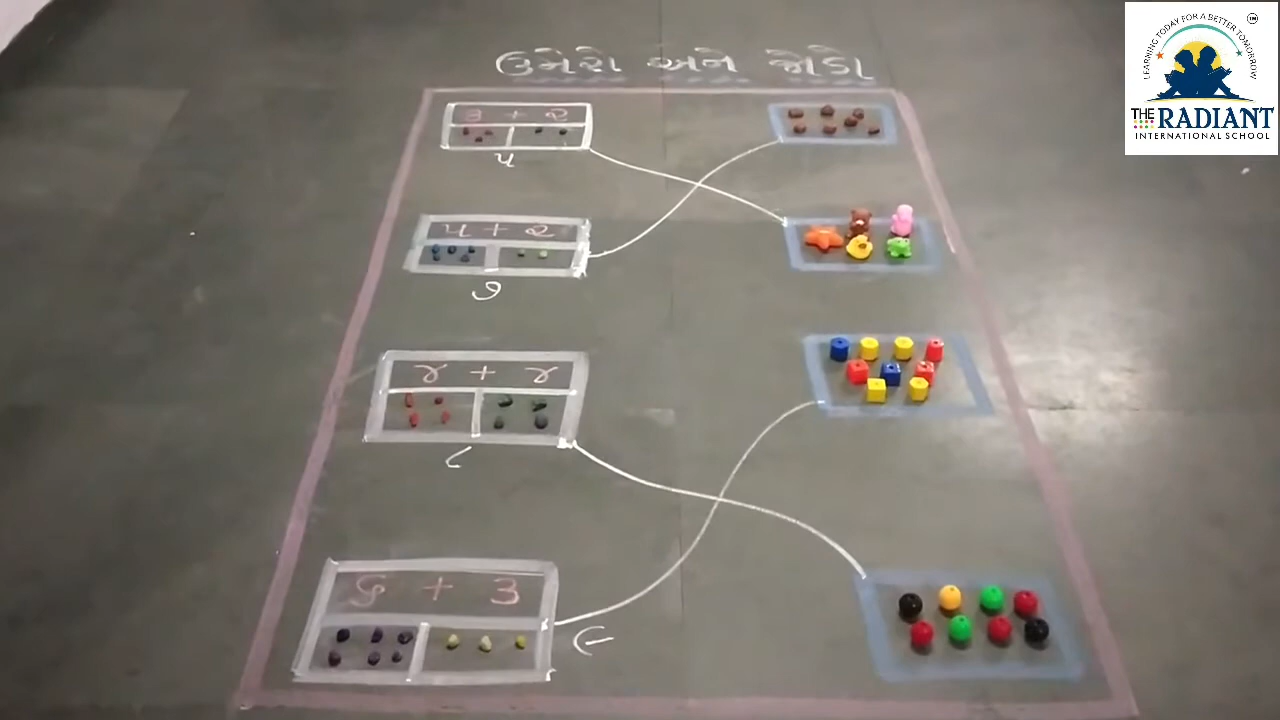 ઉમેરો અને જોડો
૩ + ૨
૫
૫ + ૨
૭
૪ + ૪
૮
૬ + ૩
૯
LEARNING TODAY FOR A BETTER TOMORROW
TM
THE RADIANT
INTERNATIONAL SCHOOL